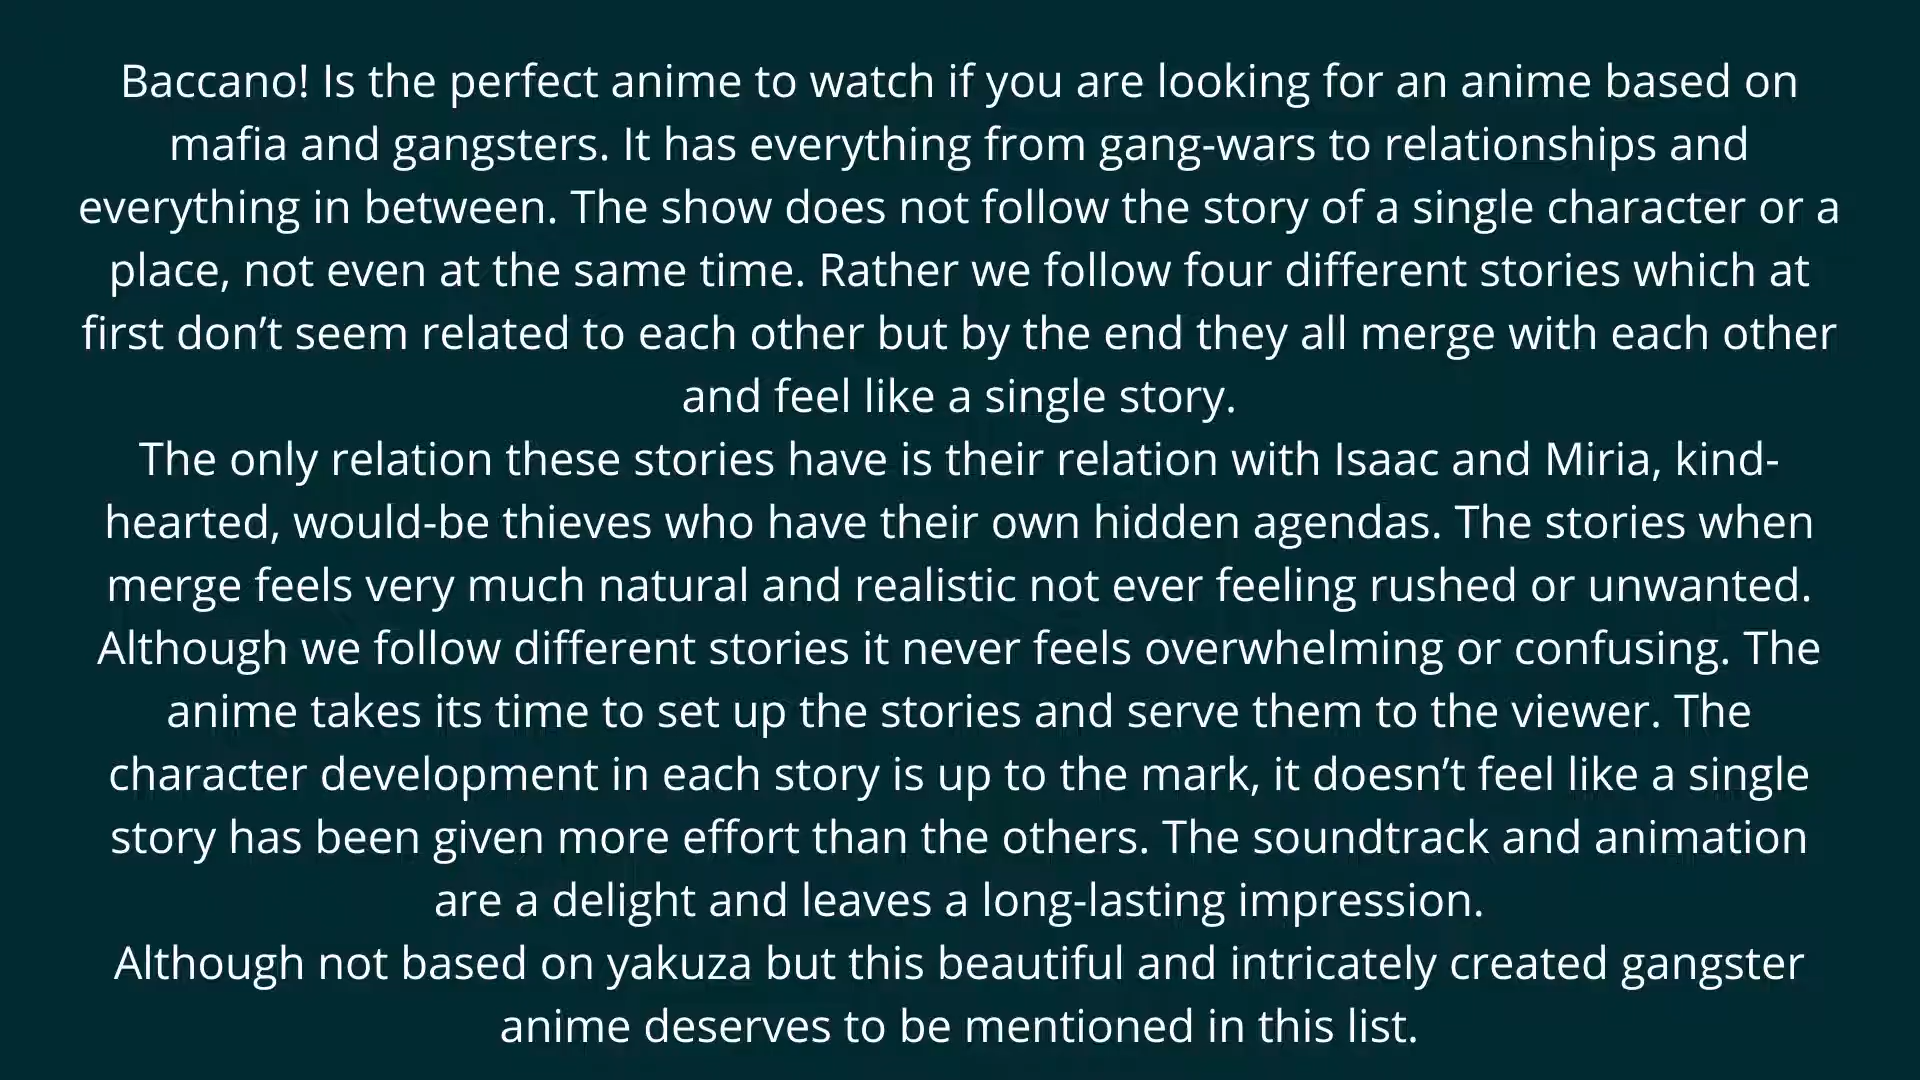 Baccano! Is the perfect anime to watch if you are looking for an anime based on
mafia and gangsters. It has everything from gang-wars to relationships and
everything in between. The show does not follow the story of a single character or a
place, not even at the same time. Rather we follow four different stories which at
first don’t seem related to each other but by the end they all merge with each other
and feel like a single story.
The only relation these stories have is their relation with Isaac and Miria, kind-
hearted, would-be thieves who have their own hidden agendas. The stories when
merge feels very much natural and realistic not ever feeling rushed or unwanted.
Although we follow different stories it never feels overwhelming or confusing. The
anime takes its time to set up the stories and serve them to the viewer. The
character development in each story is up to the mark, it doesn’t feel like a single
story has been given more effort than the others. The soundtrack and animation
are a delight and leaves a long-lasting impression.
Although not based on yakuza but this beautiful and intricately created gangster
anime deserves to be mentioned in this list.